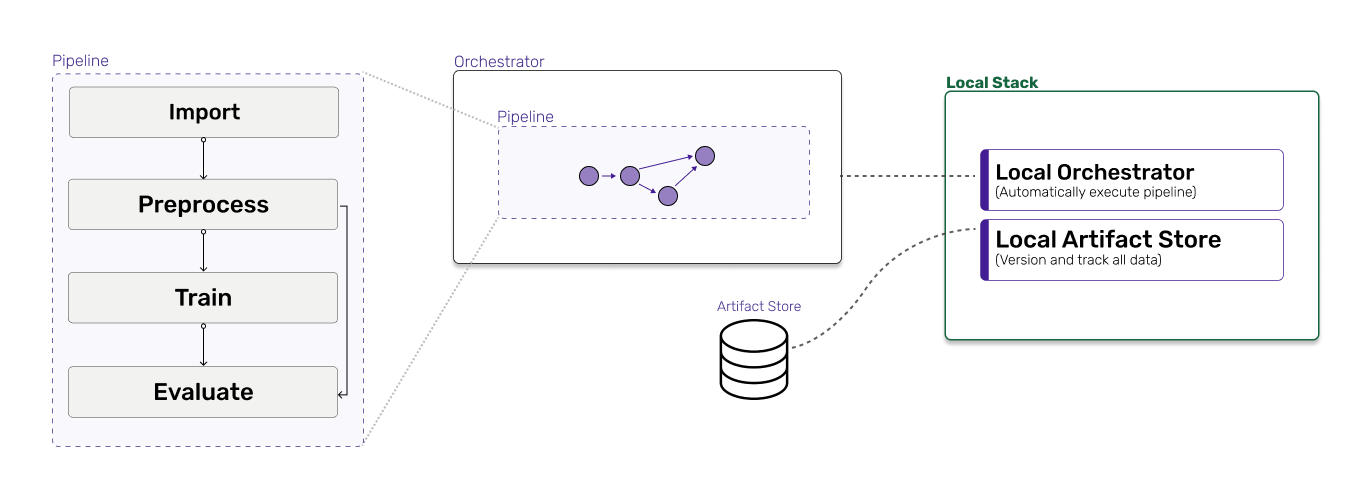 Pipeline
Import
Preprocess
Train
Evaluate
Orchestrator
Pipeline
Artifact Store
Local Stack
Local Orchestrator
(Automatically execute pipeline)
Local Artifact Store
(Version and track all data)